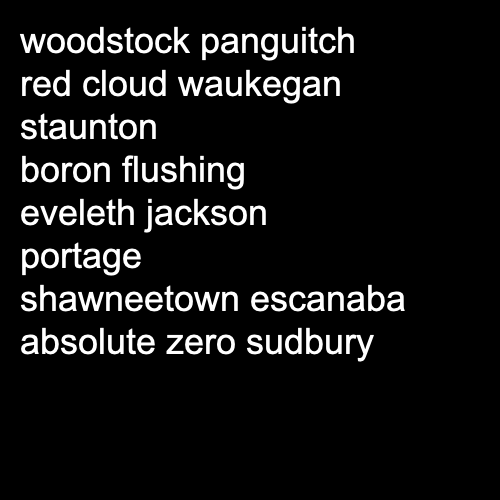 woodstock panguitch
red cloud waukegan
staunton
boron flushing
eveleth jackson
portage
shawneetown escanaba
absolute zero sudbury